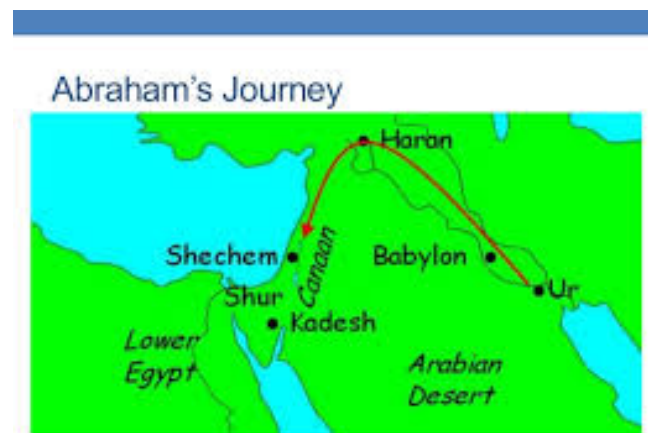 Abraham's Journey
Haran
Shechem
Canaan
Babylon
Ur
Shur
Kadesh
Lower
Egypt
Arabian
Desert